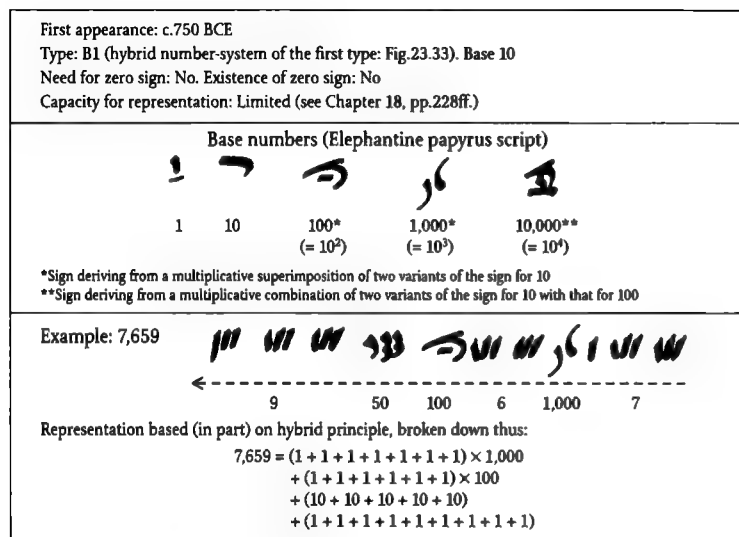 First appearance: c.750 BCE
Type: B1 (hybrid number-system of the first type: Fig.23.33). Base 10
Need for zero sign: No. Existence of zero sign: No
Capacity for representation: Limited (see Chapter 18, pp.228ff.)
Base numbers (Elephantine papyrus script)
1 10 100* 1,000* 10,000**
(= 10²) (= 10³) (= 10⁴)
*Sign deriving from a multiplicative superimposition of two variants of the sign for 10
**Sign deriving from a multiplicative combination of two variants of the sign for 10 with that for 100
Example: 7,659
9 50 100 6 1,000 7
Representation based (in part) on hybrid principle, broken down thus:
7,659 = (1 + 1 + 1 + 1 + 1 + 1 + 1) × 1,000
+ (1 + 1 + 1 + 1 + 1 + 1) × 100
+ (10 + 10 + 10 + 10 + 10)
+ (1 + 1 + 1 + 1 + 1 + 1 + 1 + 1 + 1)